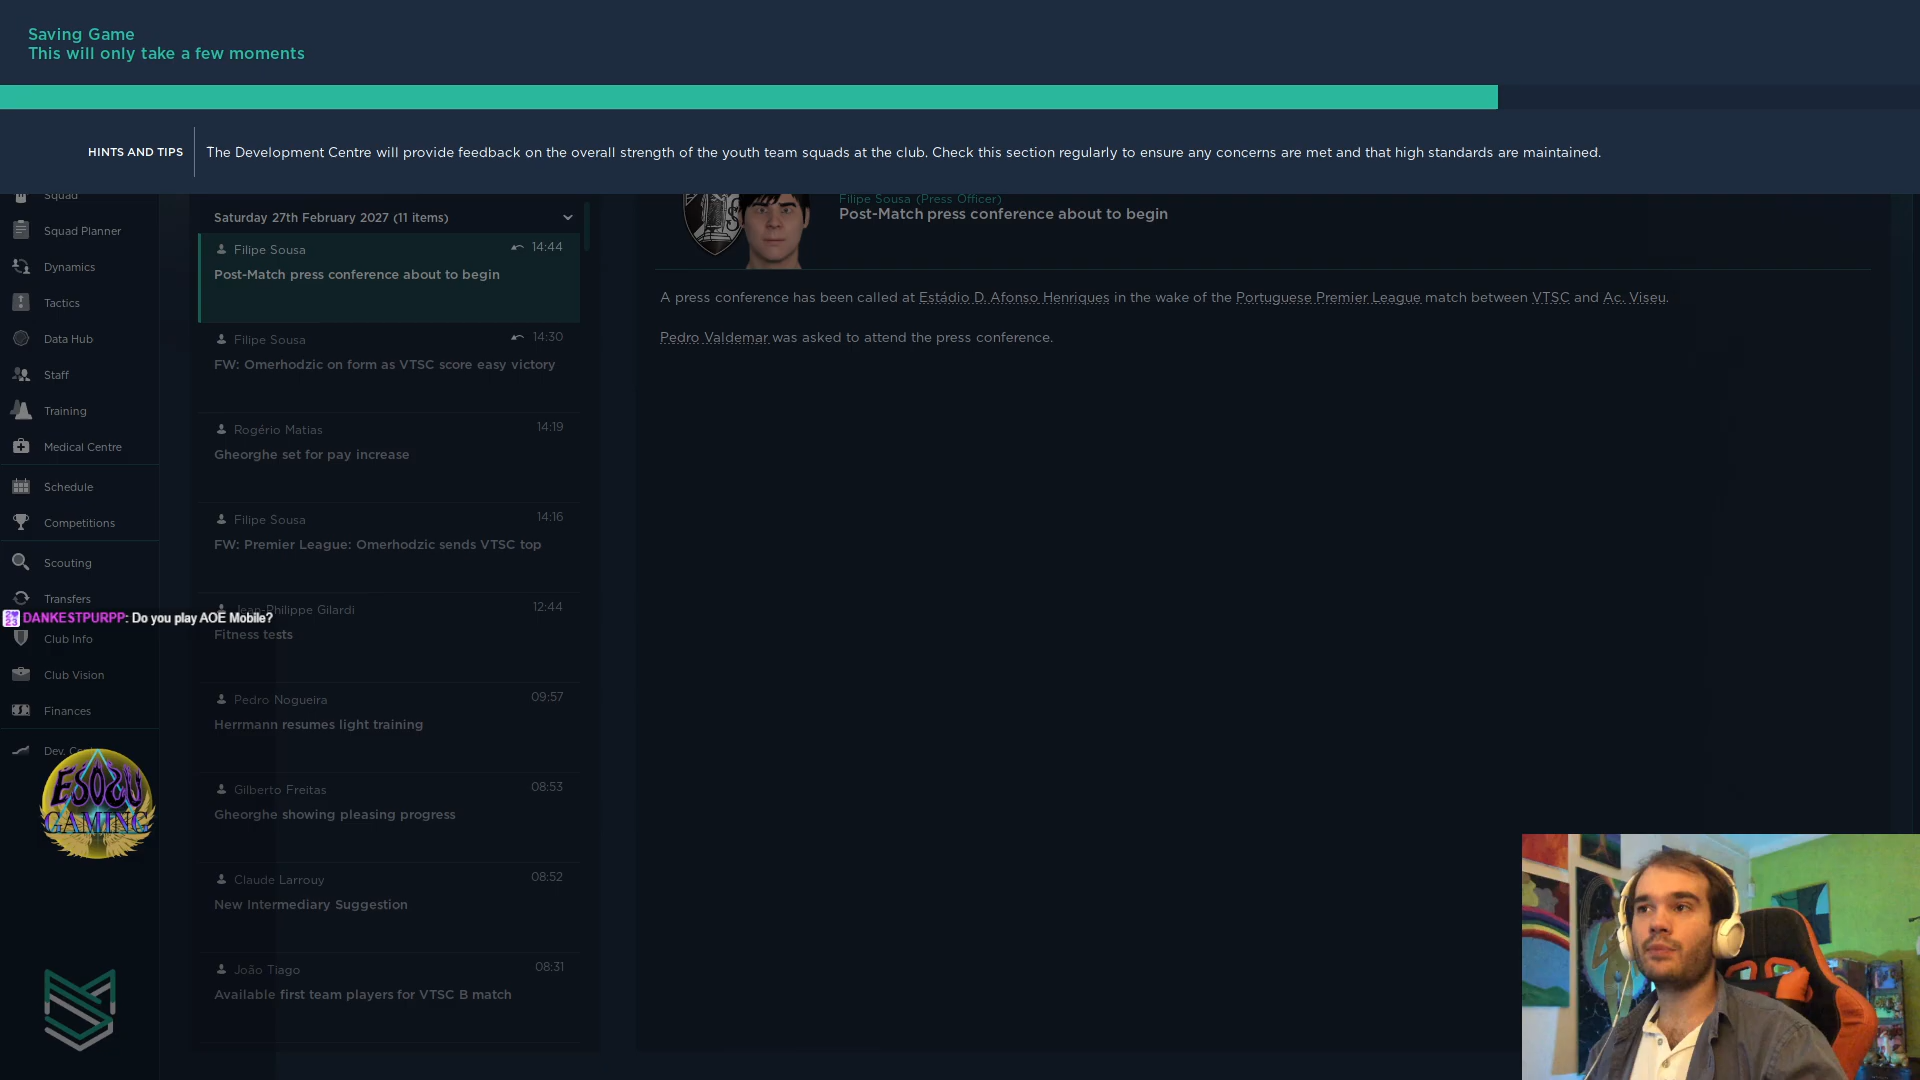 Saving Game
This will only take a few moments
HINTS AND TIPS
The Development Centre will provide feedback on the overall strength of the youth team squads at the club. Check this section regularly to ensure any concerns are met and that high standards are maintained.
Squad
Squad Planner
Dynamics
Tactics
Data Hub
Staff
Training
Medical Centre
Schedule
Competitions
Scouting
Transfers
DANKESTPURPP: Do you play AOE Mobile?
Club Info
Club Vision
Finances
Dev.
ESOSU
GAMING
Saturday 27th February 2027 (11 items)
Filipe Sousa 14:44
Post-Match press conference about to begin
Filipe Sousa 14:30
FW: Omerhodzic on form as VTSC score easy victory
Rogério Matias 14:19
Gheorghe set for pay increase
Filipe Sousa 14:16
FW: Premier League: Omerhodzic sends VTSC top
Jean-Philippe Gilardi 12:44
Fitness tests
Pedro Nogueira 09:57
Herrmann resumes light training
Gilberto Freitas 08:53
Gheorghe showing pleasing progress
Claude Larrouy 08:52
New Intermediary Suggestion
João Tiago 08:31
Available first team players for VTSC B match
Filipe Sousa (Press Officer)
Post-Match press conference about to begin
A press conference has been called at Estádio D. Afonso Henriques in the wake of the Portuguese Premier League match between VTSC and Ac. Viseu.
Pedro Valdemar was asked to attend the press conference.